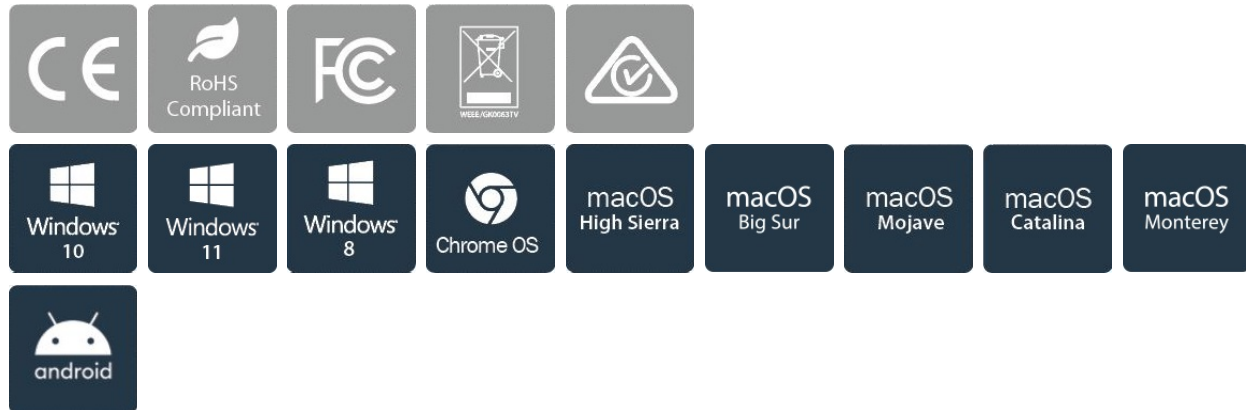 CE
RoHS
Compliant
FC
WEEE/GK0083TV
Windows
10
Windows
11
Windows
8
Chrome OS
macOS
High Sierra
macOS
Big Sur
macOS
Mojave
macOS
Catalina
macOS
Monterey
android